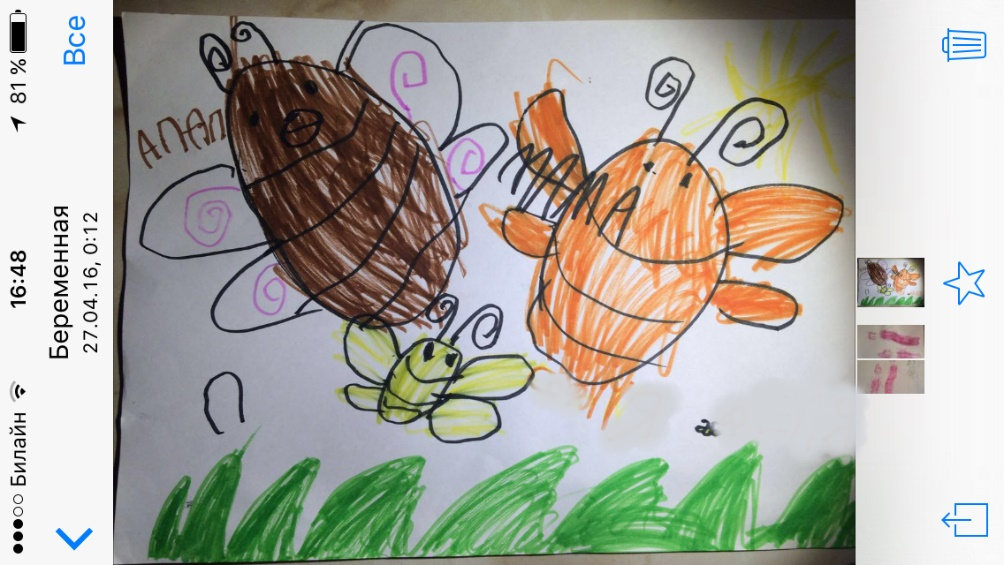 Билайн 16:48 81 %
Беременная
27.04.16, 0:12
Все
АПАП
МАМА